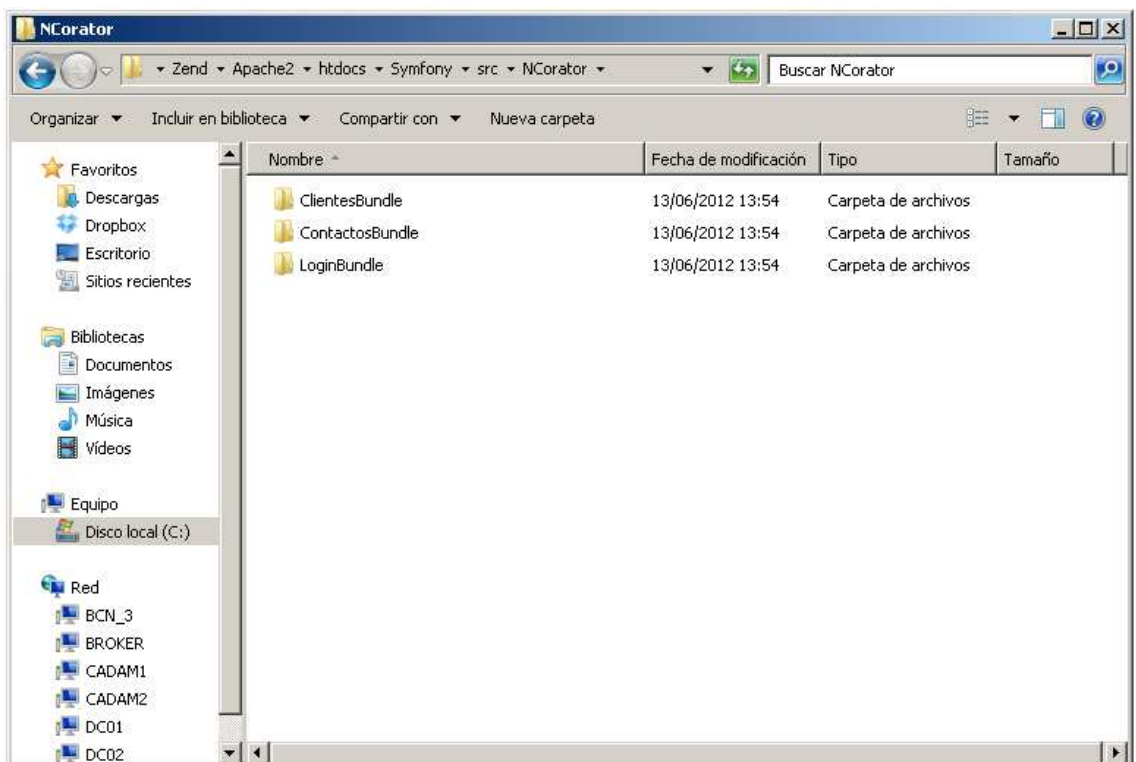 NCorator
Zend Apache2 htdocs Symfony src NCorator
Buscar NCorator
Organizar Incluir en biblioteca Compartir con Nueva carpeta
Favoritos
Descargas
Dropbox
Escritorio
Sitios recientes
Bibliotecas
Documentos
Imágenes
Música
Vídeos
Equipo
Disco local (C:)
Red
BCN_3
BROKER
CADAM1
CADAM2
DC01
DC02
Nombre Fecha de modificación Tipo Tamaño
ClientesBundle 13/06/2012 13:54 Carpeta de archivos
ContactosBundle 13/06/2012 13:54 Carpeta de archivos
LoginBundle 13/06/2012 13:54 Carpeta de archivos